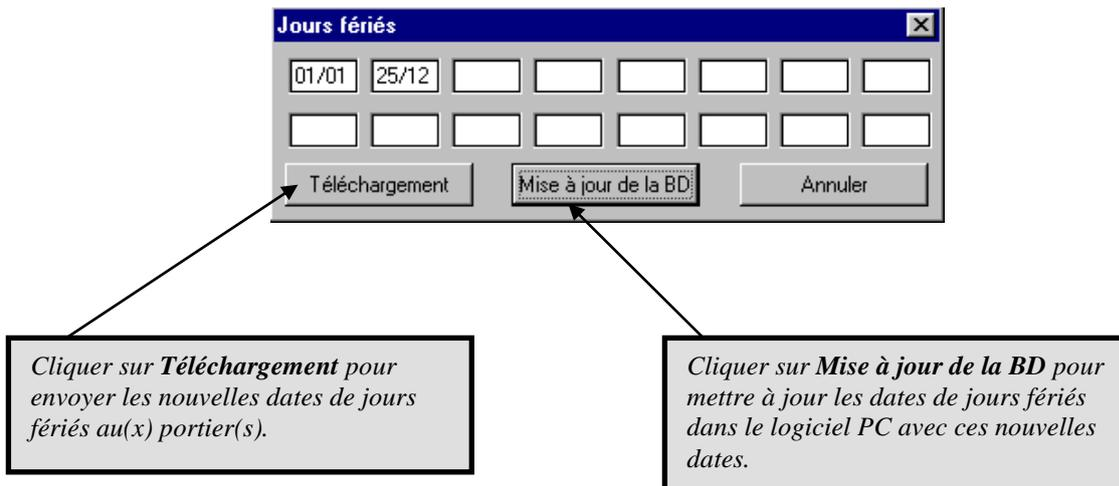 Jours fériés
01/01 25/12
Téléchargement Mise à jour de la BD Annuler
Cliquer sur Téléchargement pour
envoyer les nouvelles dates de jours
fériés au(x) portier(s).
Cliquer sur Mise à jour de la BD pour
mettre à jour les dates de jours fériés
dans le logiciel PC avec ces nouvelles
dates.